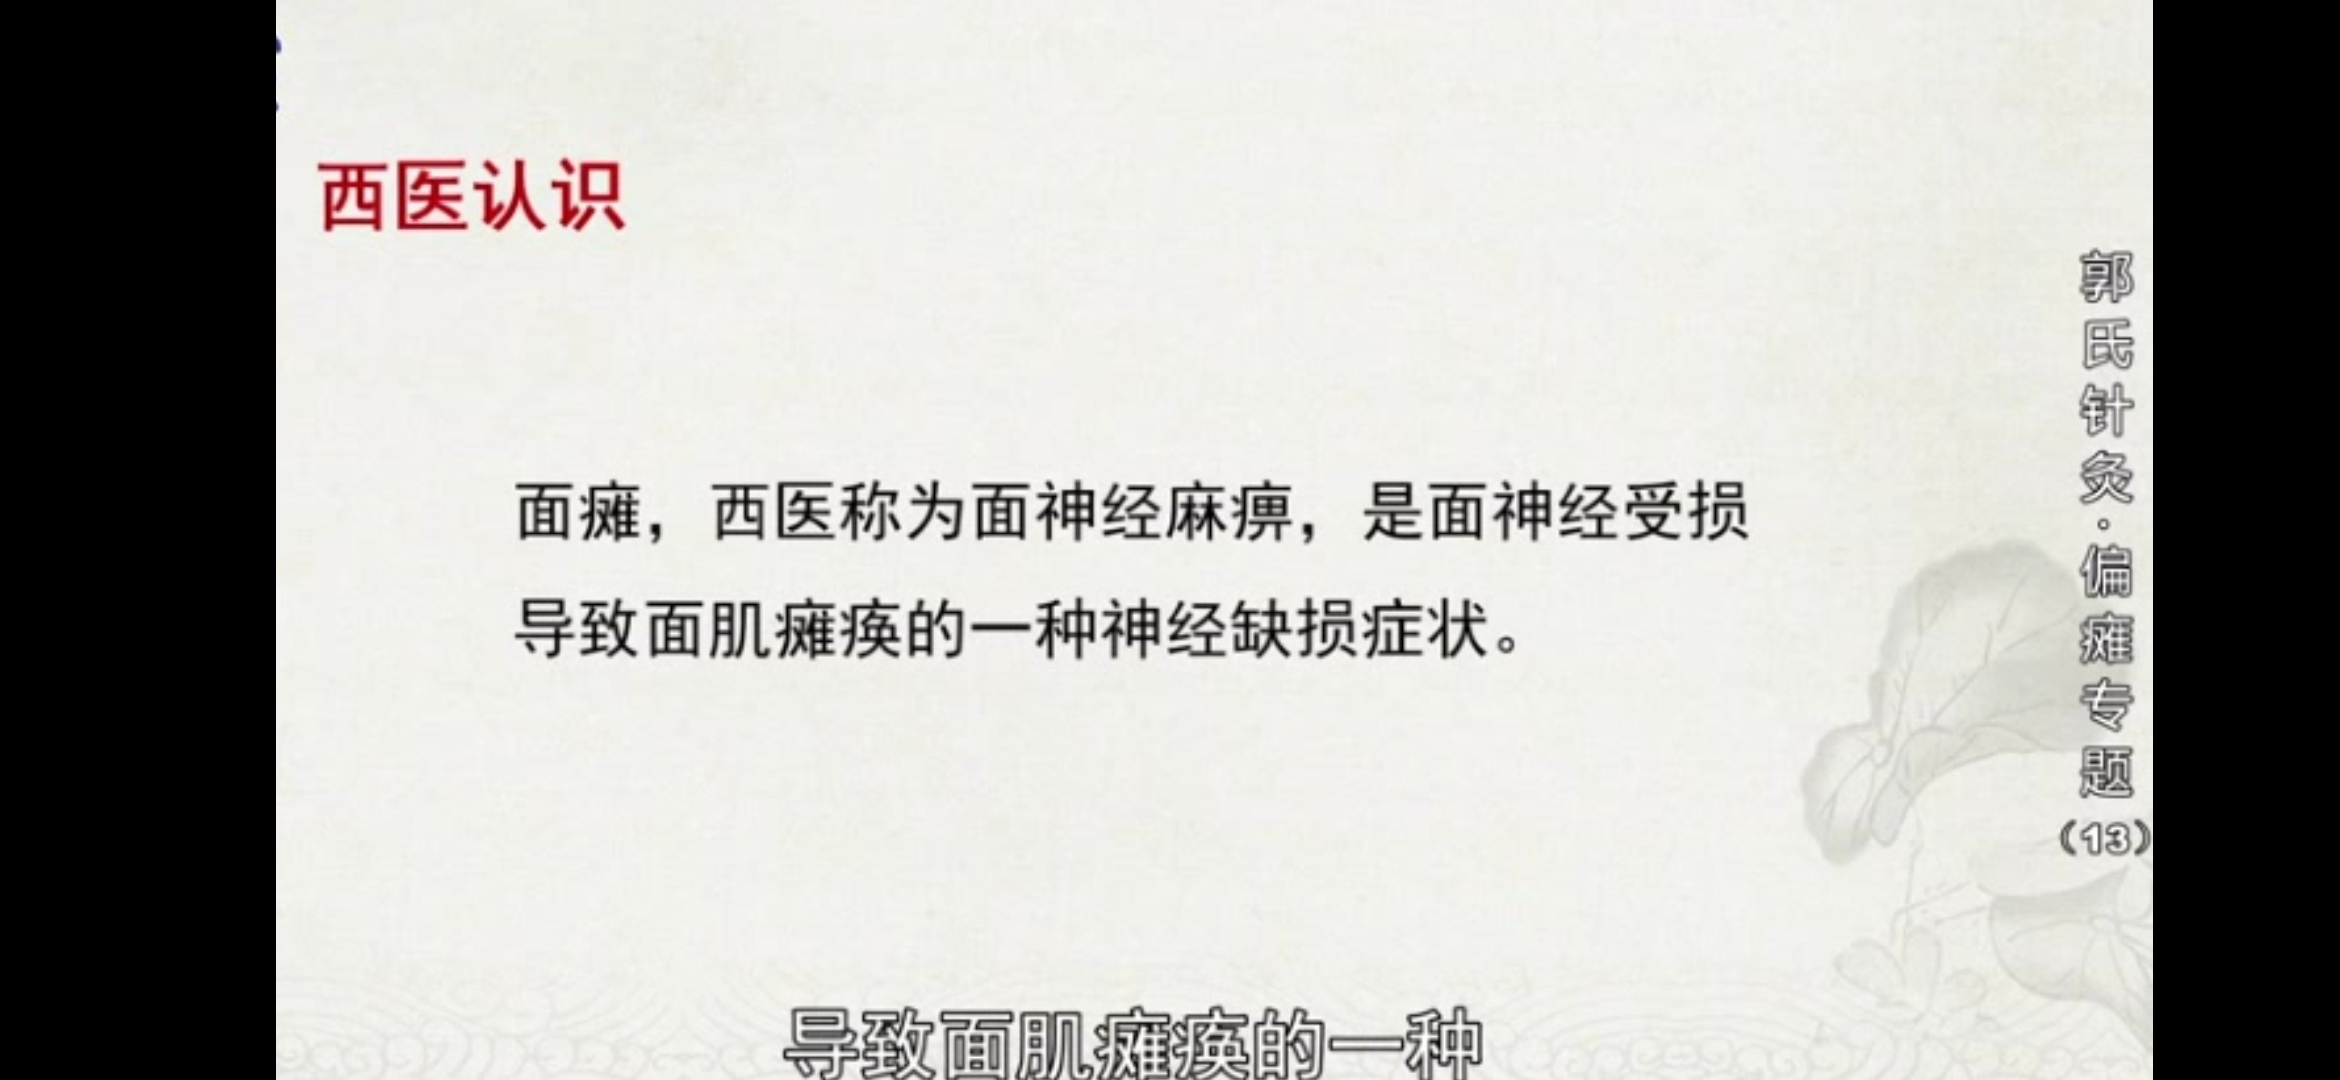 西医认识
面瘫，西医称为面神经麻痹，是面神经受损
导致面肌瘫痪的一种神经缺损症状。
郭氏针灸·偏瘫专题（13）
导致面肌瘫痪的一种